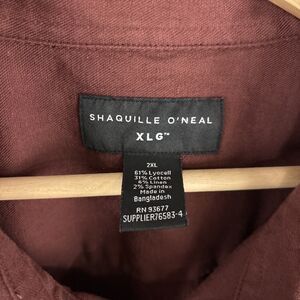 SHAQUILLE O'NEAL
XLG™
2XL
61% Lyocell
31% Cotton
6% Linen
2% Spandex
Made in
Bangladesh
RN 93677
SUPPLIER76583-4